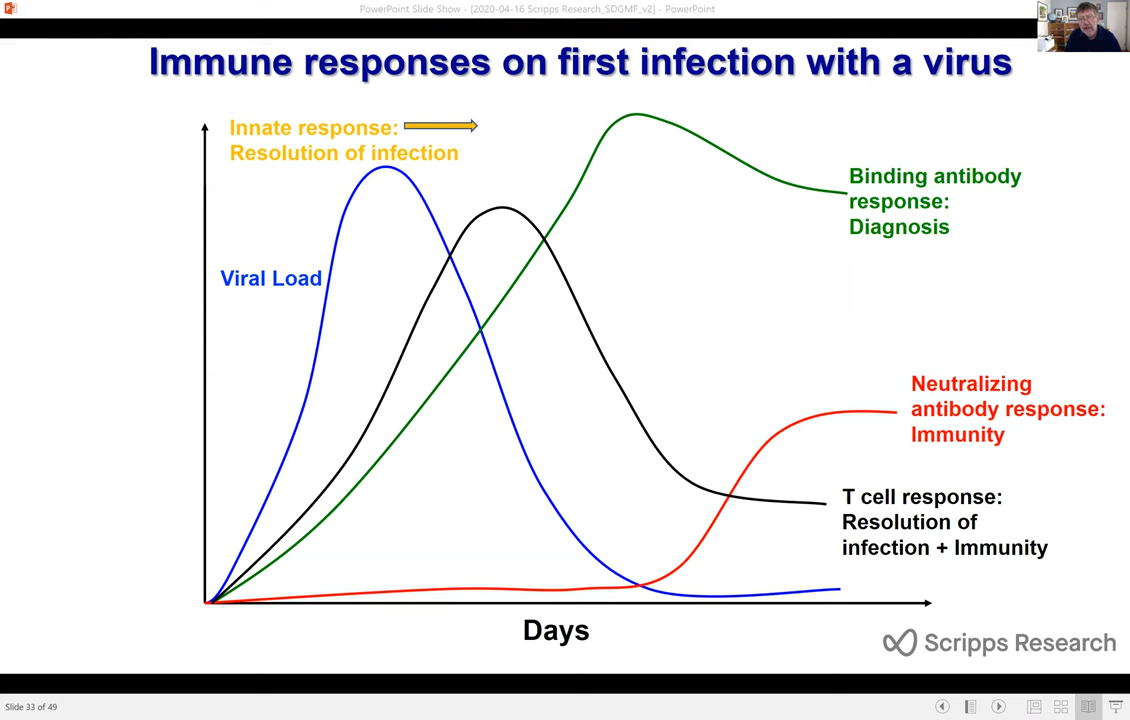 PowerPoint Slide Show - [2020-04-16 Scripps Research_SDGMF_v2] - PowerPoint
Immune responses on first infection with a virus
Innate response:
Resolution of infection
Viral Load
Binding antibody
response:
Diagnosis
Neutralizing
antibody response:
Immunity
T cell response:
Resolution of
infection + Immunity
Days
Scripps Research
Slide 33 of 49